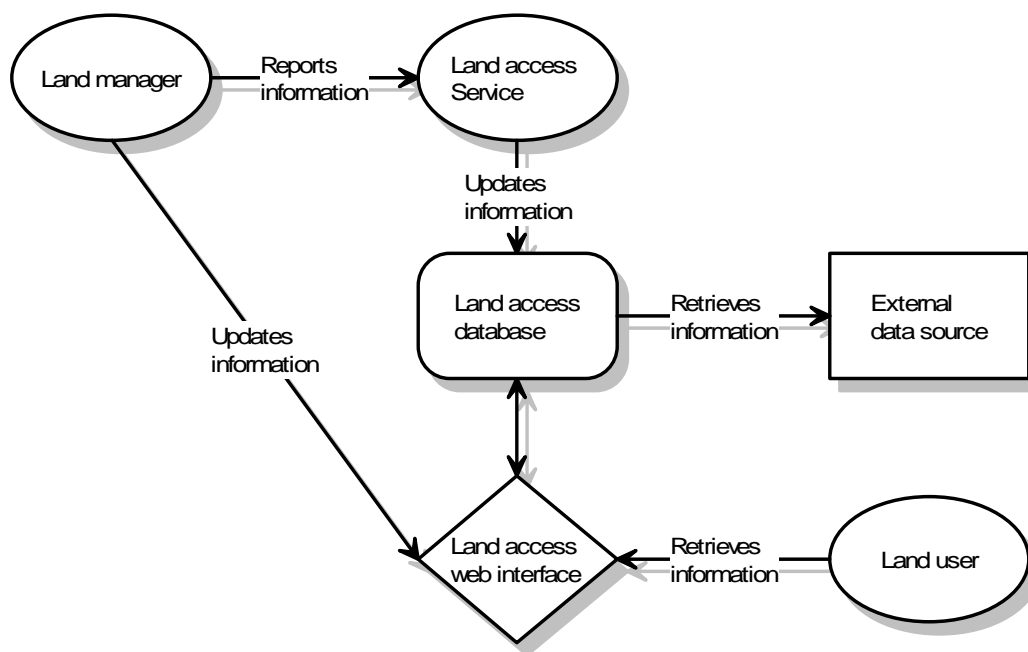 Land manager
Reports
information
Land access
Service
Updates
information
Land access
database
Retrieves
information
External
data source
Updates
information
Land access
web interface
Retrieves
information
Land user